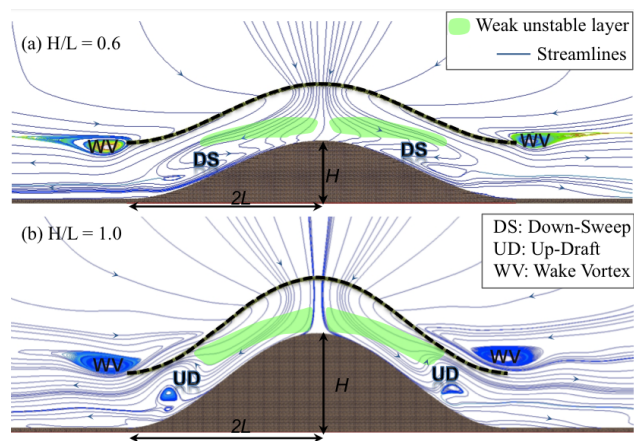 (a) H/L = 0.6
Weak unstable layer
Streamlines
WV
WV
DS
DS
H
2L
(b) H/L = 1.0
DS: Down-Sweep
UD: Up-Draft
WV: Wake Vortex
WV
WV
UD
UD
H
2L